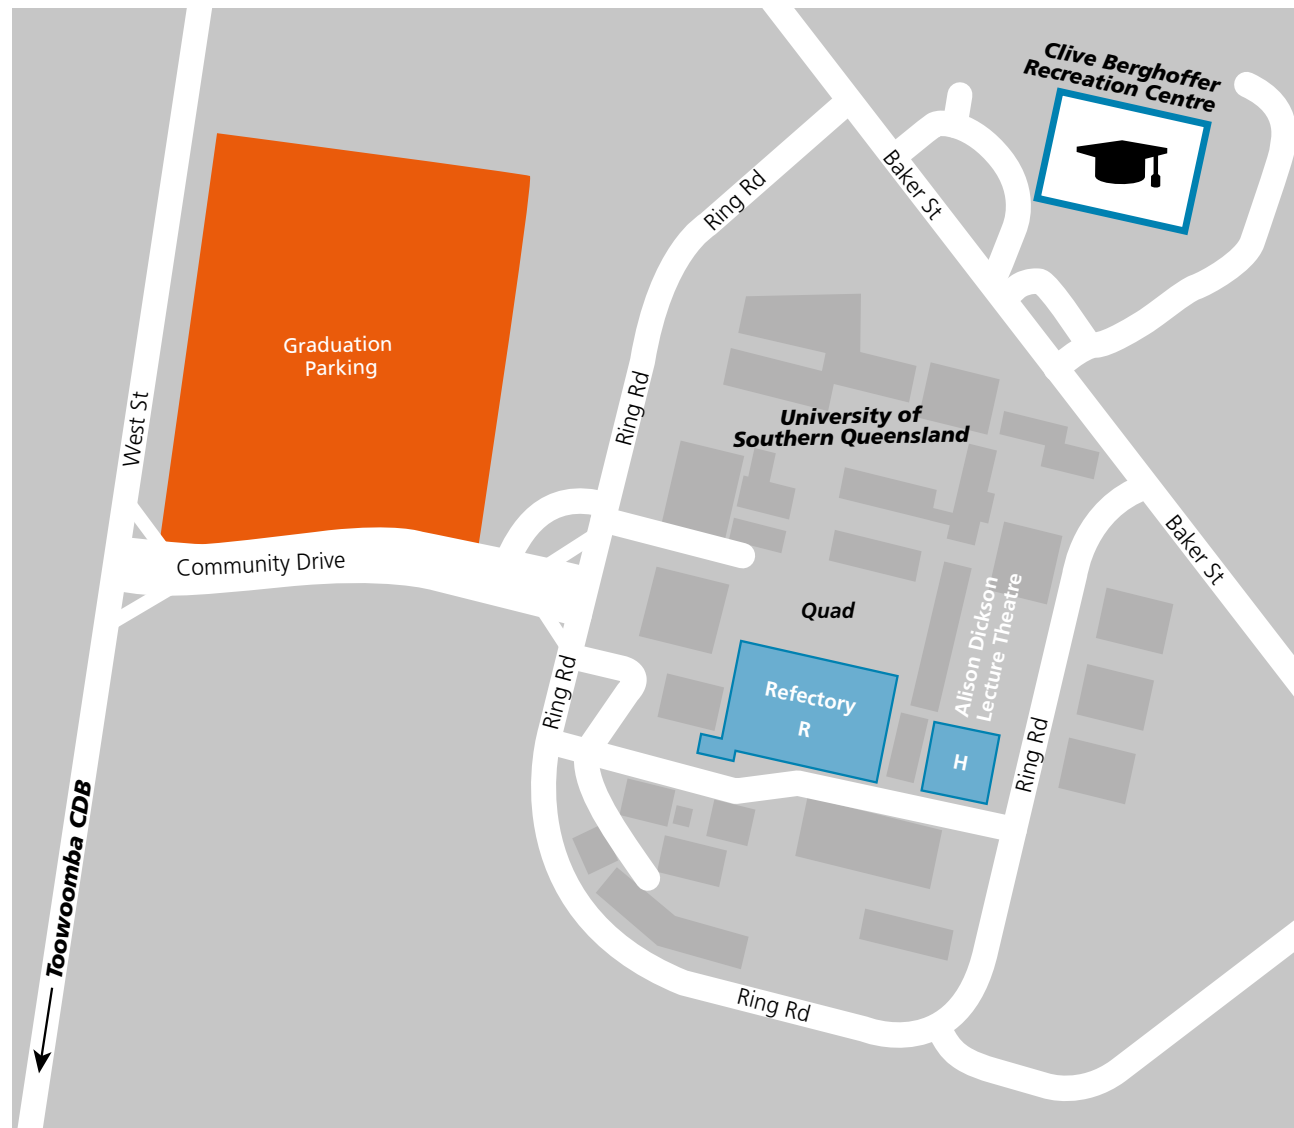 Clive Berghoffer
Recreation Centre
Ring Rd
Baker St
Graduation
Parking
West St
Ring Rd
University of
Southern Queensland
Baker St
Community Drive
Quad
Alison Dickson
Lecture Theatre
Ring Rd
Refectory
R
H
Ring Rd
Toowoomba CDB
Ring Rd